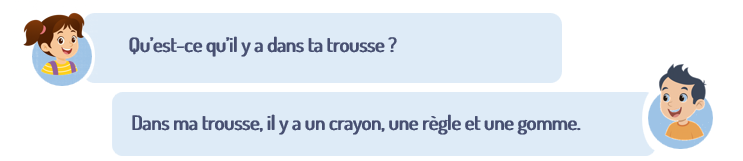 Qu'est-ce qu'il y a dans ta trousse ?
Dans ma trousse, il y a un crayon, une règle et une gomme.